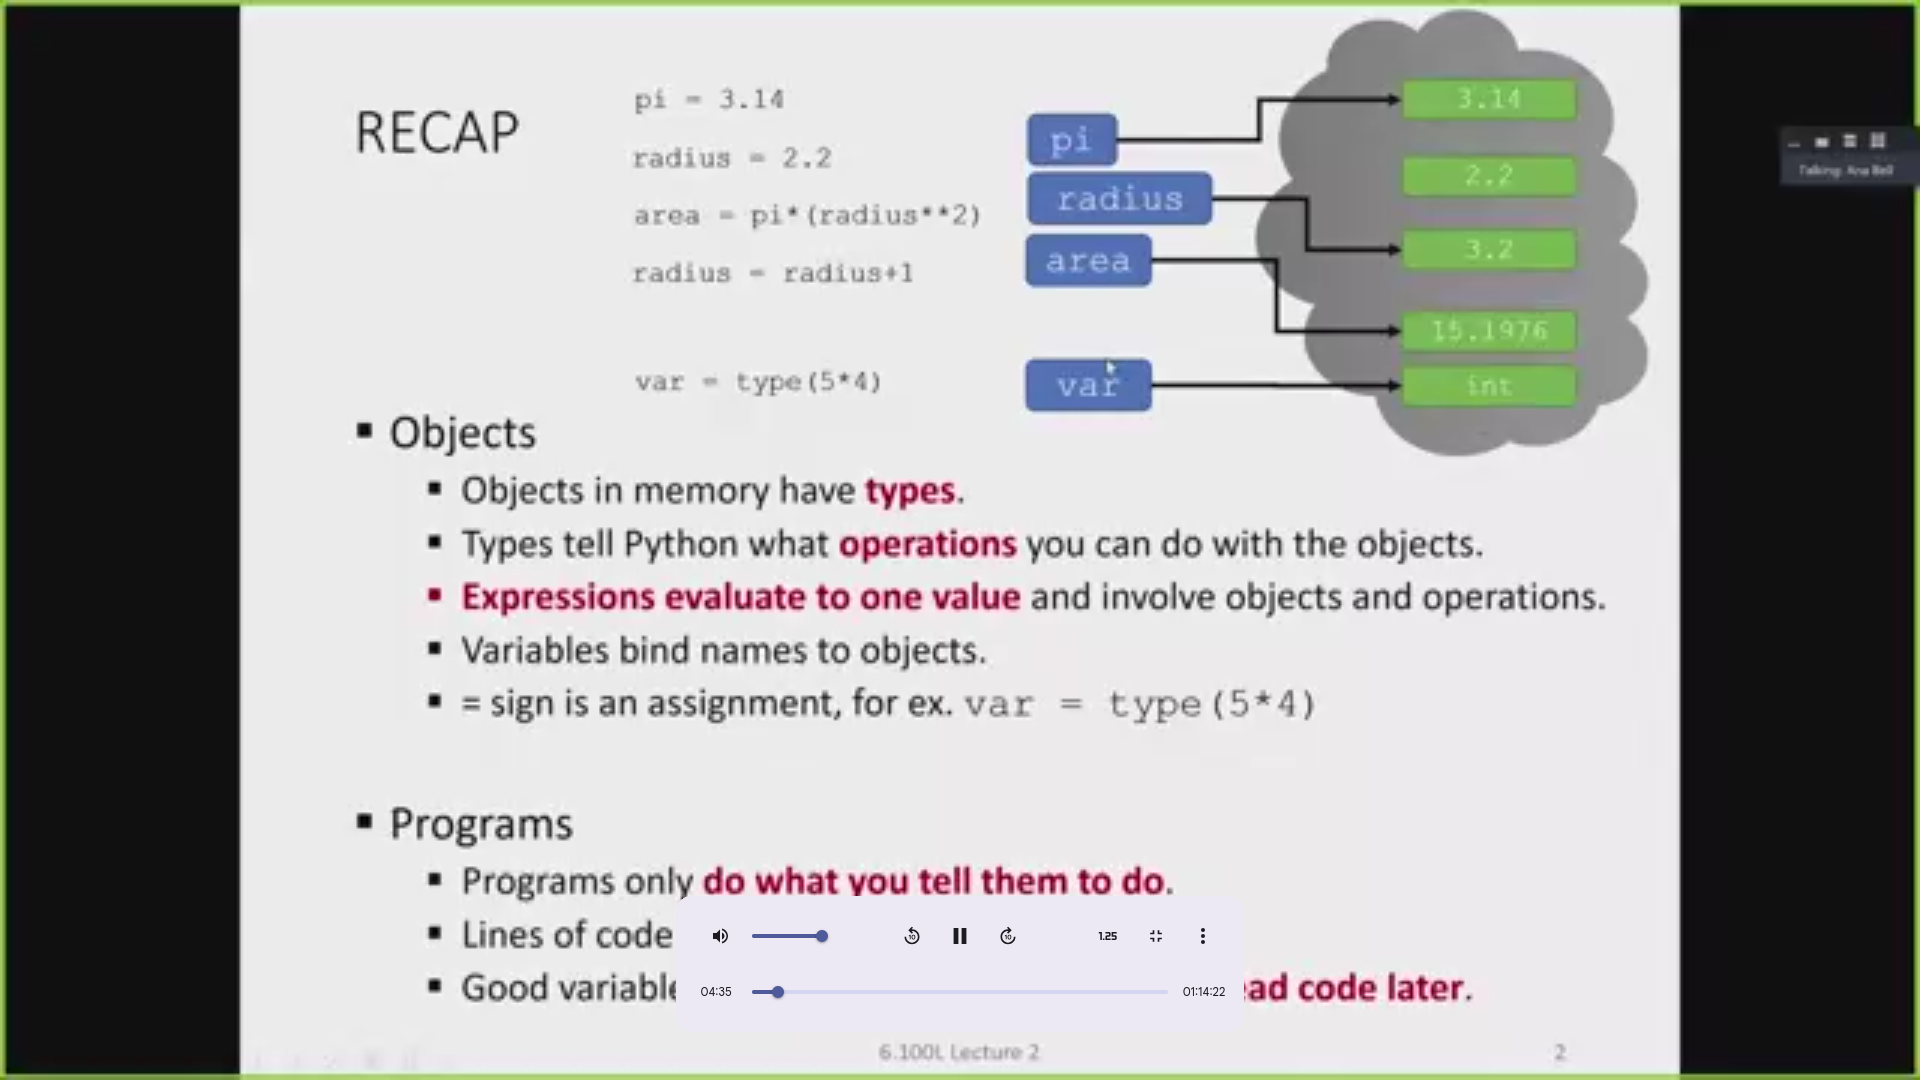 RECAP
pi = 3.14
radius = 2.2
area = pi*(radius**2)
radius = radius+1
var = type(5*4)
pi
radius
area
var
3.14
2.2
3.2
15.1976
int
Talking: Ana Bell
▪ Objects
▪ Objects in memory have types.
▪ Types tell Python what operations you can do with the objects.
▪ Expressions evaluate to one value and involve objects and operations.
▪ Variables bind names to objects.
▪ = sign is an assignment, for ex. var = type(5*4)
▪ Programs
▪ Programs only do what you tell them to do.
▪ Lines of code
▪ Good variable ead code later.
10 10 1.25
04:35 01:14:22
6.100L Lecture 2 2